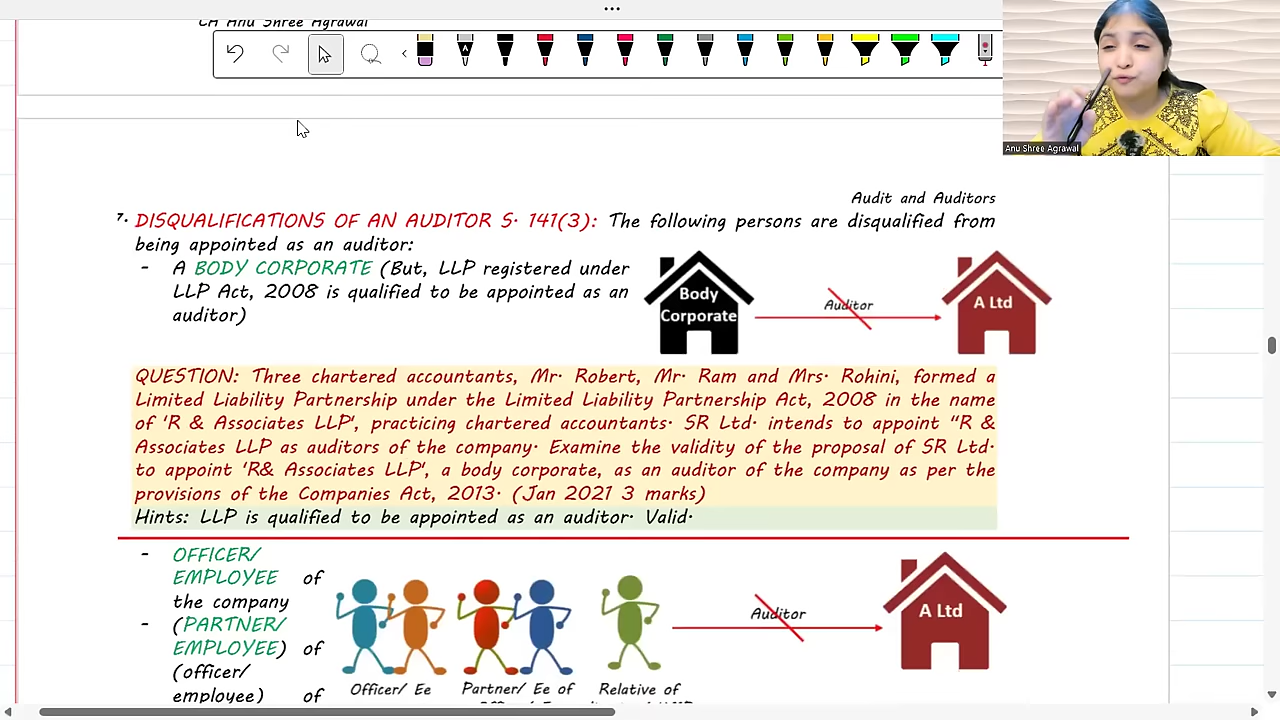 CA Anu Shree Agrawal
Anu Shree Agrawal
Audit and Auditors
7. DISQUALIFICATIONS OF AN AUDITOR S. 141(3): The following persons are disqualified from
being appointed as an auditor:
- A BODY CORPORATE (But, LLP registered under
LLP Act, 2008 is qualified to be appointed as an
auditor)
Body
Corporate
Auditor
A Ltd
QUESTION: Three chartered accountants, Mr. Robert, Mr. Ram and Mrs. Rohini, formed a
Limited Liability Partnership under the Limited Liability Partnership Act, 2008 in the name
of 'R & Associates LLP', practicing chartered accountants. SR Ltd. intends to appoint "R &
Associates LLP as auditors of the company. Examine the validity of the proposal of SR Ltd.
to appoint 'R& Associates LLP', a body corporate, as an auditor of the company as per the
provisions of the Companies Act, 2013. (Jan 2021 3 marks)
Hints: LLP is qualified to be appointed as an auditor. Valid.
- OFFICER/
EMPLOYEE of
the company
- (PARTNER/
EMPLOYEE) of
(officer/
employee) of
Officer/ Ee
Partner/ Ee of
Relative of
Auditor
A Ltd